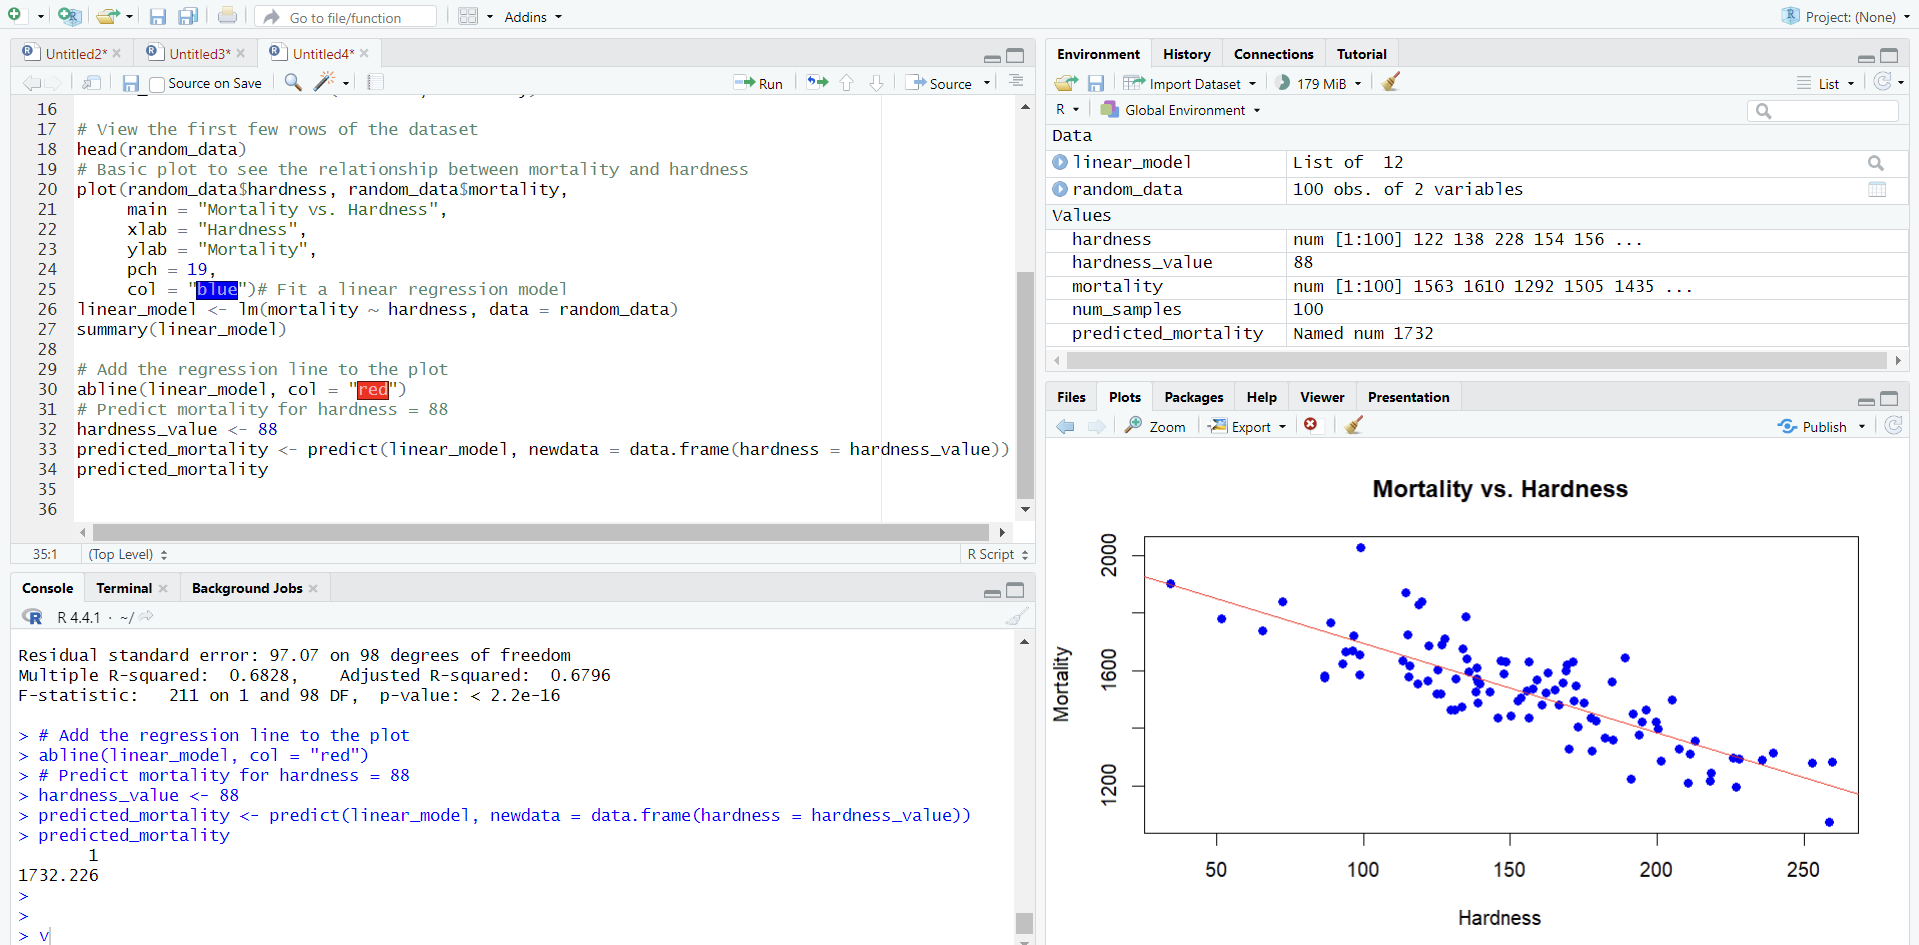 Go to file/function
Addins
Project: (None)
Untitled2*
Untitled3*
Untitled4*
Source on Save
Run
Source
16
17 # View the first few rows of the dataset
18 head(random_data)
19 # Basic plot to see the relationship between mortality and hardness
20 plot(random_data$hardness, random_data$mortality,
21 main = "Mortality vs. Hardness",
22 xlab = "Hardness",
23 ylab = "Mortality",
24 pch = 19,
25 col = "blue")# Fit a linear regression model
26 linear_model <- lm(mortality ~ hardness, data = random_data)
27 summary(linear_model)
28
29 # Add the regression line to the plot
30 abline(linear_model, col = "red")
31 # Predict mortality for hardness = 88
32 hardness_value <- 88
33 predicted_mortality <- predict(linear_model, newdata = data.frame(hardness = hardness_value))
34 predicted_mortality
35
36
35:1 (Top Level) R Script
Console Terminal Background Jobs
R 4.4.1 · ~/
Residual standard error: 97.07 on 98 degrees of freedom
Multiple R-squared:  0.6828,    Adjusted R-squared:  0.6796
F-statistic:   211 on 1 and 98 DF,  p-value: < 2.2e-16
> # Add the regression line to the plot
> abline(linear_model, col = "red")
> # Predict mortality for hardness = 88
> hardness_value <- 88
> predicted_mortality <- predict(linear_model, newdata = data.frame(hardness = hardness_value))
> predicted_mortality
1
1732.226
>
>
> v
Environment History Connections Tutorial
Import Dataset 179 MiB List
R Global Environment
Data
linear_model List of  12
random_data 100 obs. of 2 variables
Values
hardness num [1:100] 122 138 228 154 156 ...
hardness_value 88
mortality num [1:100] 1563 1610 1292 1505 1435 ...
num_samples 100
predicted_mortality Named num 1732
Files Plots Packages Help Viewer Presentation
Zoom Export Publish
Mortality vs. Hardness
Mortality
2000
1600
1200
50 100 150 200 250
Hardness